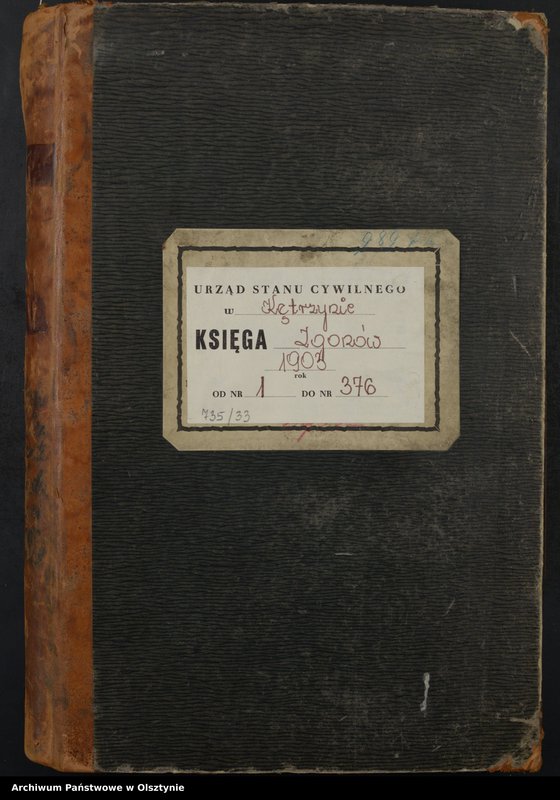 URZĄD STANU CYWILNEGO
w Kętrzynie
KSIĘGA Zgonów
1903
rok
OD NR 1 DO NR 376
735/33
Archiwum Państwowe w Olsztynie